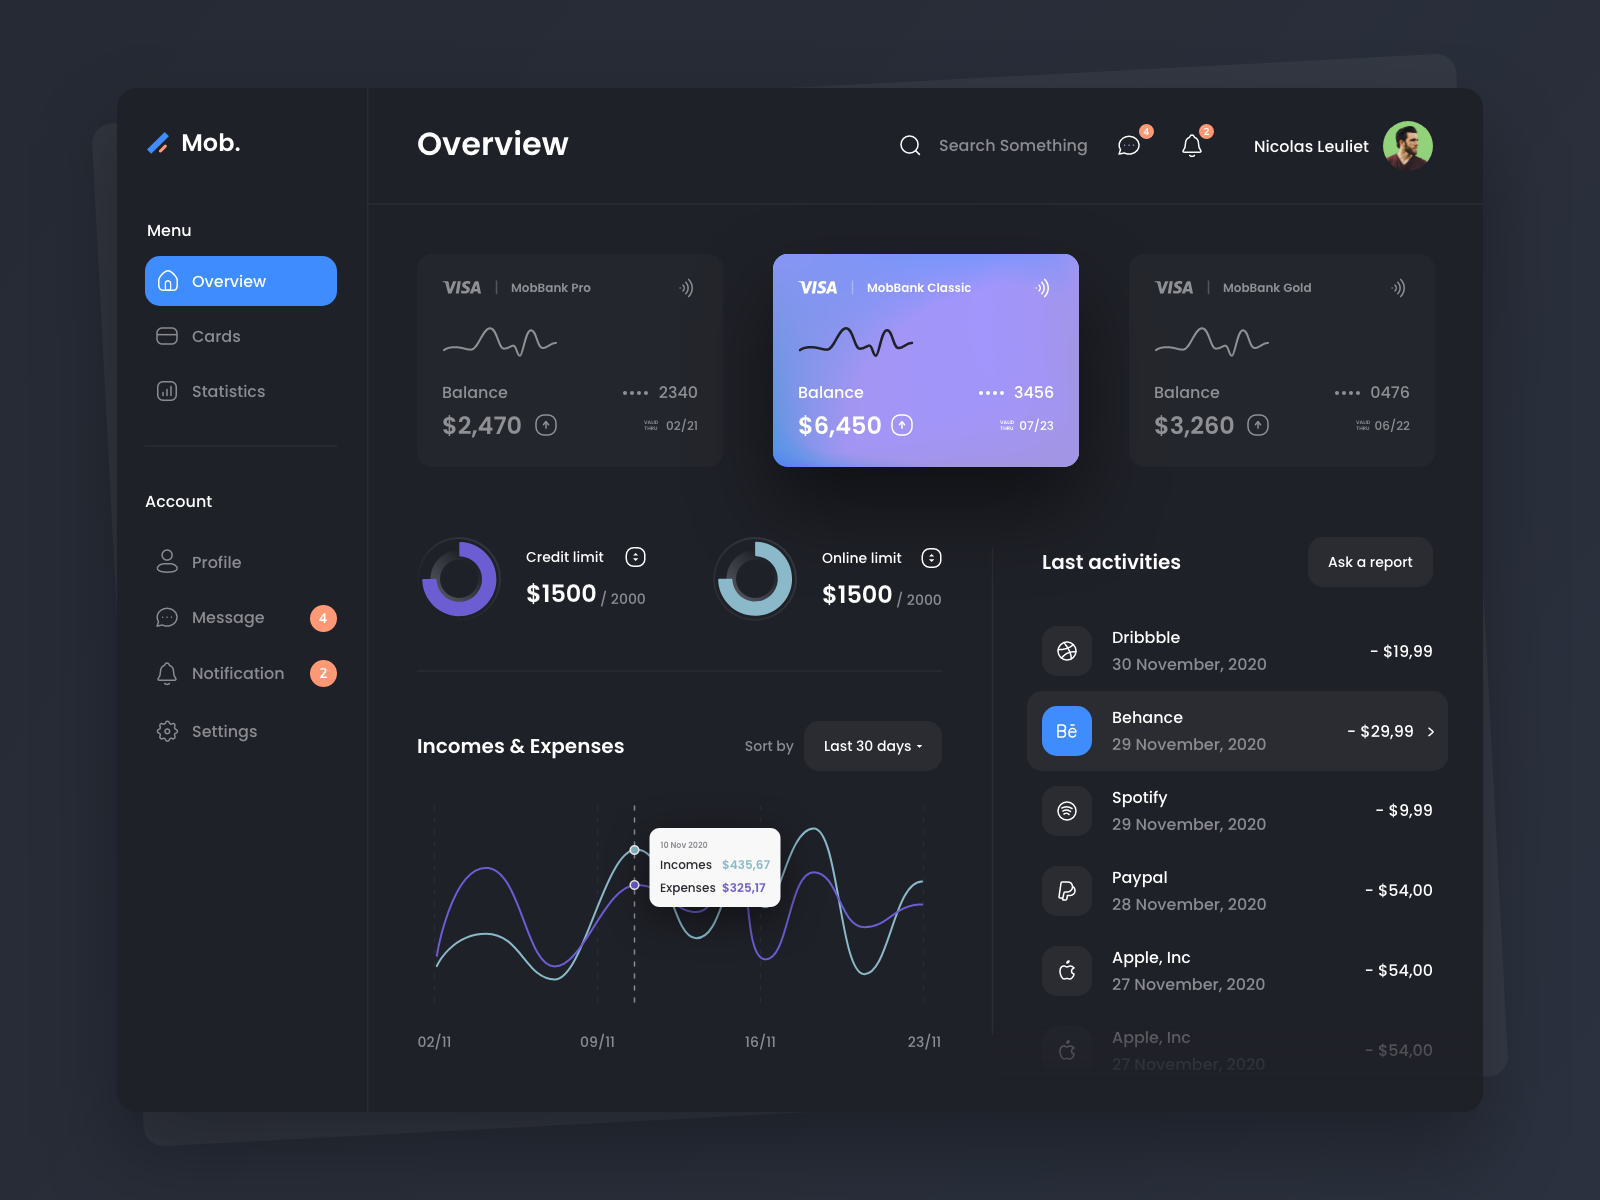 Mob.
Menu
Overview
Cards
Statistics
Account
Profile
Message 4
Notification 2
Settings
Overview
Search Something
4
2
Nicolas Leuliet
VISA | MobBank Pro
Balance •••• 2340
$2,470 VALID THRU 02/21
VISA | MobBank Classic
Balance •••• 3456
$6,450 VALID THRU 07/23
VISA | MobBank Gold
Balance •••• 0476
$3,260 VALID THRU 06/22
Credit limit
$1500 / 2000
Online limit
$1500 / 2000
Incomes & Expenses
Sort by Last 30 days
10 Nov 2020
Incomes $435,67
Expenses $325,17
02/11 09/11 16/11 23/11
Last activities
Ask a report
Dribbble
30 November, 2020
- $19,99
Bē
Behance
29 November, 2020
- $29,99 >
Spotify
29 November, 2020
- $9,99
Paypal
28 November, 2020
- $54,00
Apple, Inc
27 November, 2020
- $54,00
Apple, Inc
27 November, 2020
- $54,00